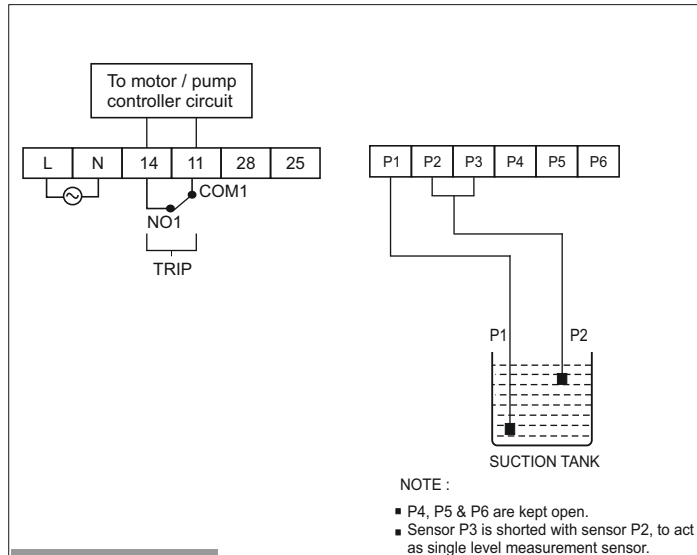 To motor / pump
controller circuit
L N 14 11 28 25
COM1
NO1
TRIP
P1 P2 P3 P4 P5 P6
P1 P2
SUCTION TANK
NOTE :
■ P4, P5 & P6 are kept open.
■ Sensor P3 is shorted with sensor P2, to act
as single level measurement sensor.